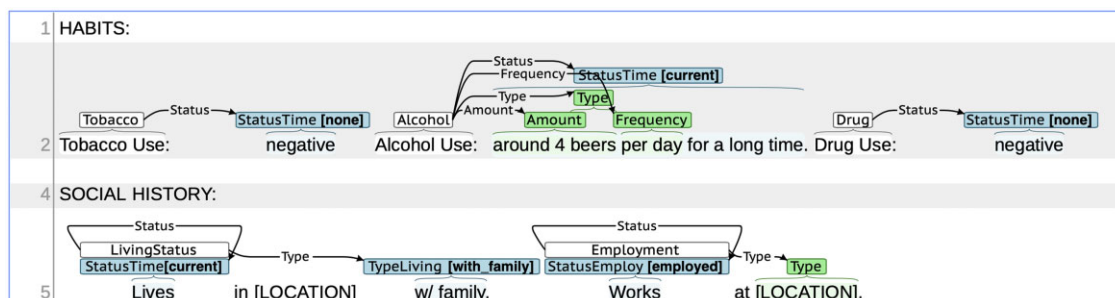 1 HABITS:
Status
Frequency StatusTime [current]
Type Type
Status Amount Status
Tobacco StatusTime [none] Alcohol Amount Frequency Drug StatusTime [none]
2 Tobacco Use: negative Alcohol Use: around 4 beers per day for a long time. Drug Use: negative
4 SOCIAL HISTORY:
Status Status
LivingStatus Employment
Type Type
StatusTime[current] TypeLiving [with_family] StatusEmploy [employed] Type
5 Lives in [LOCATION] w/ family. Works at [LOCATION].